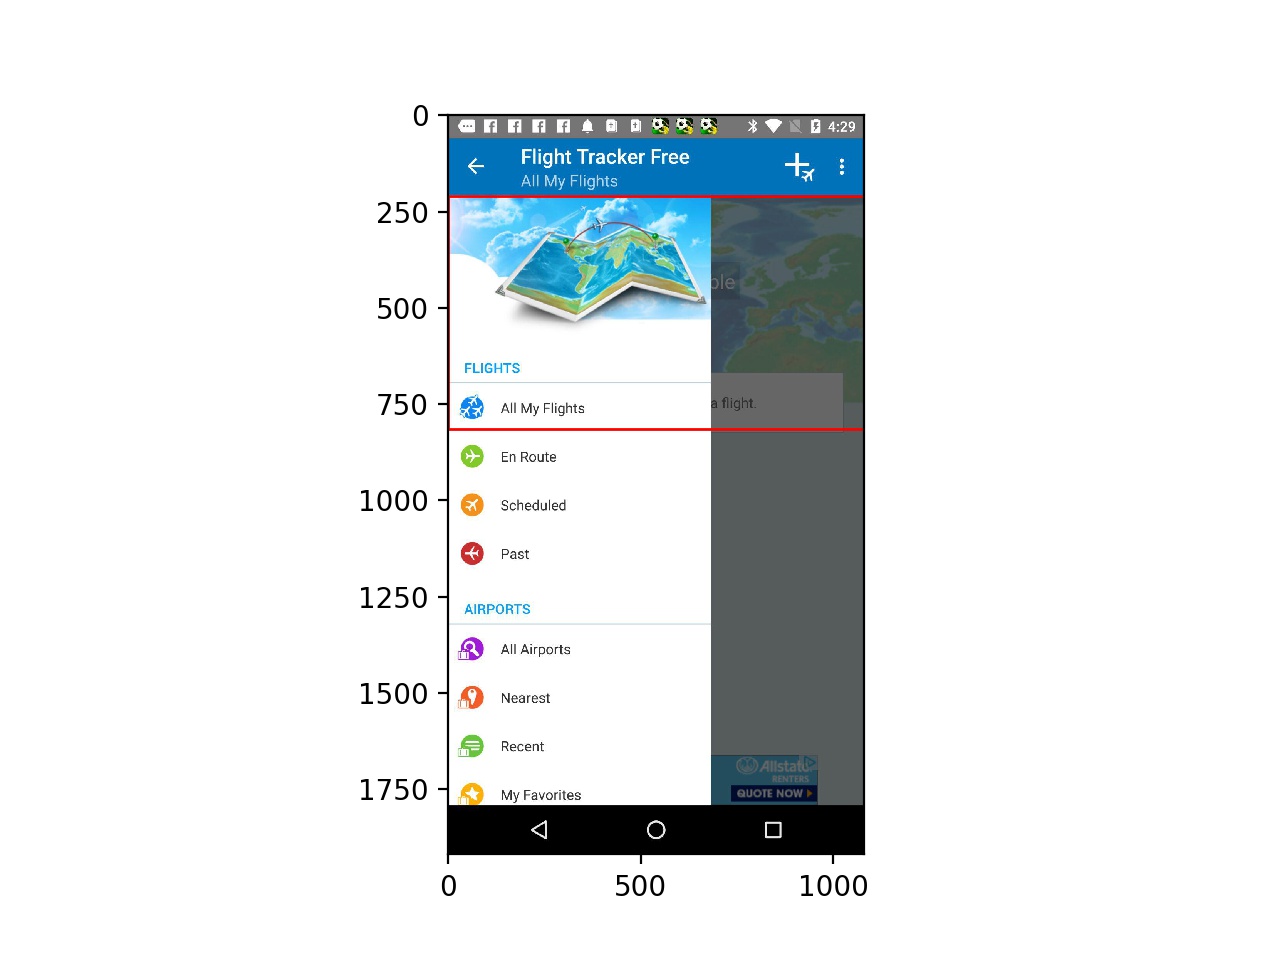 0
250
500
750
1000
1250
1500
1750
0 500 1000
4:29
Flight Tracker Free
All My Flights
ble
a flight.
FLIGHTS
All My Flights
En Route
Scheduled
Past
AIRPORTS
All Airports
Nearest
Recent
My Favorites
Allstate
RENTERS
QUOTE NOW